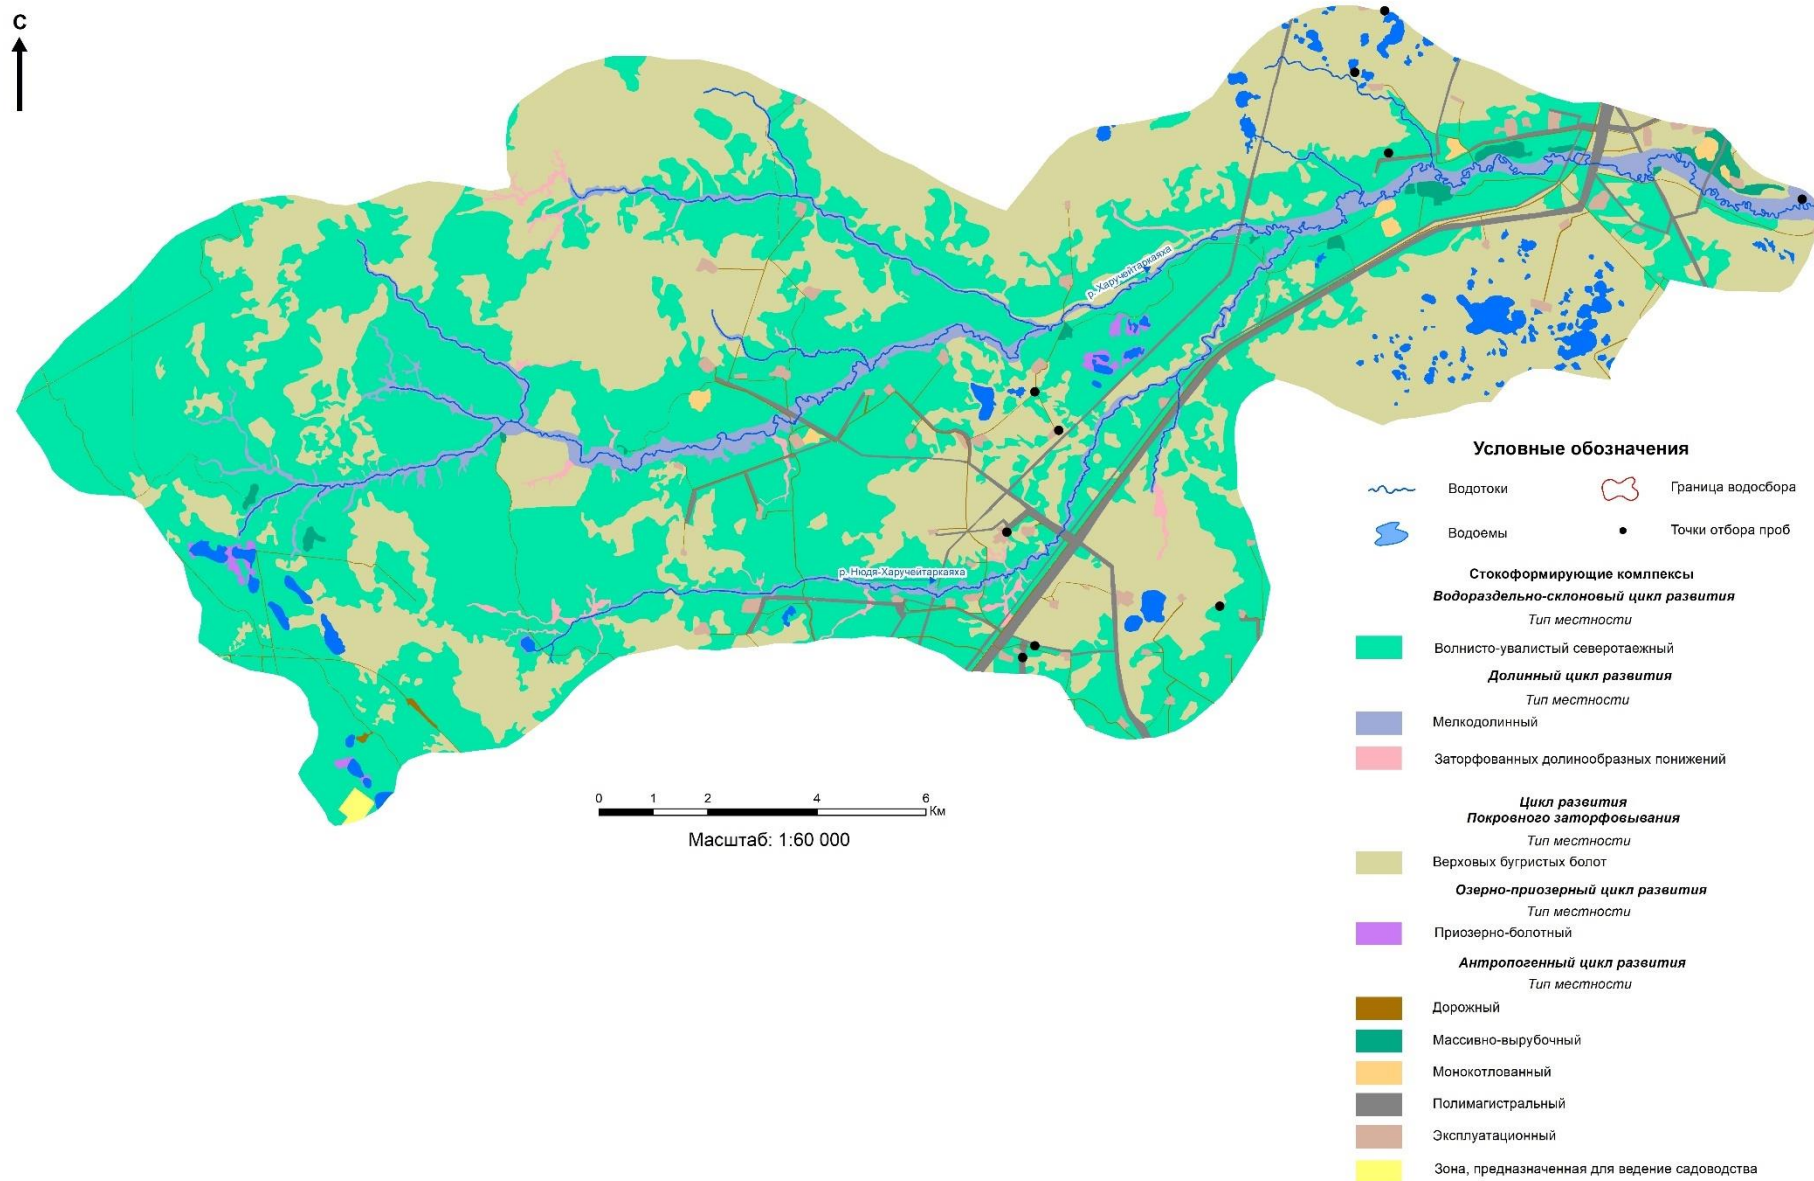 С
р. Харучейтаркаяха
р. Нюдя-Харучейтаркаяха
0 1 2 4 6
Км
Масштаб: 1:60 000
Условные обозначения
Водотоки
Граница водосбора
Водоемы
Точки отбора проб
Стокоформирующие комлпексы
Водораздельно-склоновый цикл развития
Тип местности
Волнисто-увалистый северотаежный
Долинный цикл развития
Тип местности
Мелкодолинный
Заторфованных долинообразных понижений
Цикл развития
Покровного заторфовывания
Тип местности
Верховых бугристых болот
Озерно-приозерный цикл развития
Тип местности
Приозерно-болотный
Антропогенный цикл развития
Тип местности
Дорожный
Массивно-вырубочный
Монокотлованный
Полимагистральный
Эксплуатационный
Зона, предназначенная для ведение садоводства